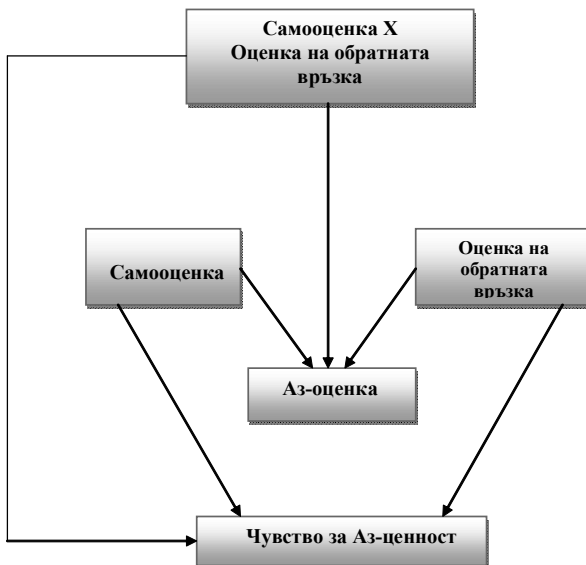 Самооценка Х
Оценка на обратната
връзка
Самооценка
Оценка на
обратната
връзка
Аз-оценка
Чувство за Аз-ценност